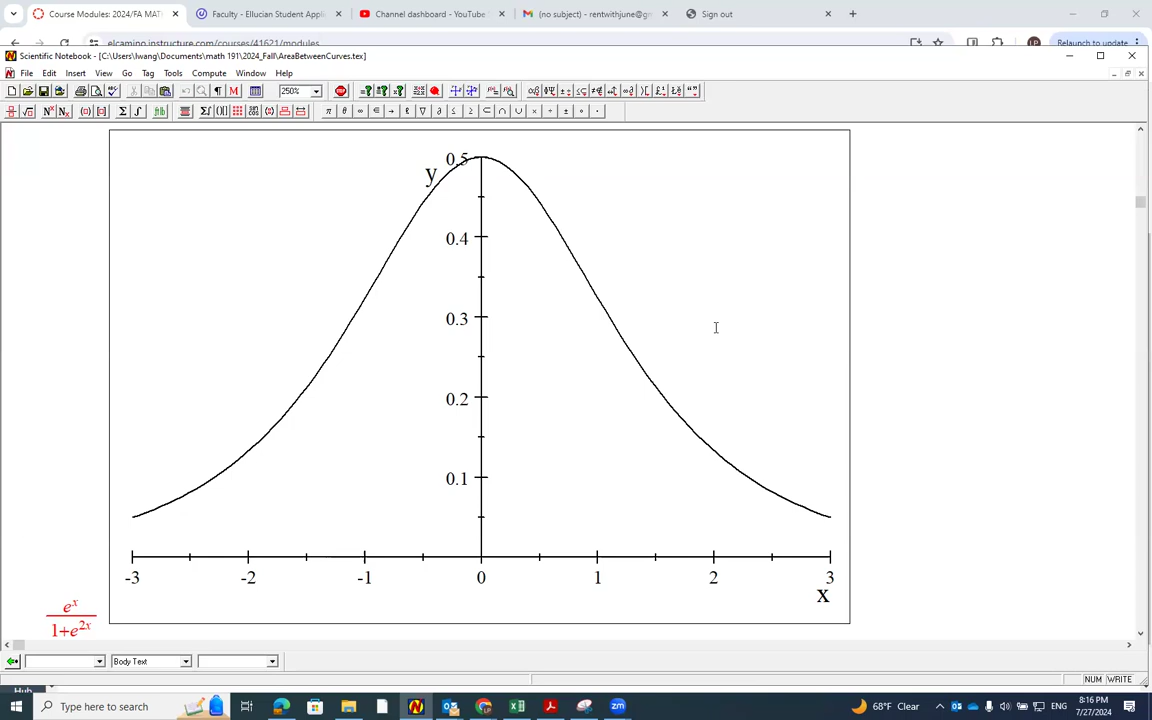 Course Modules: 2024/FA MAT
Faculty - Ellucian Student Appli
Channel dashboard - YouTube
(no subject) - rentwithjune@gm
Sign out
elcamino.instructure.com/courses/41621/modules
Relaunch to update
Scientific Notebook - [C:\Users\lwang\Documents\math 191\2024_Fall\AreaBetweenCurves.tex]
File Edit Insert View Go Tag Tools Compute Window Help
250%
0.5
y
0.4
0.3
0.2
0.1
-3 -2 -1 0 1 2 3
x
e^x
1+e^{2x}
Body Text
NUM WRITE
Hub
Type here to search
68°F Clear
ENG
8:16 PM
7/27/2024